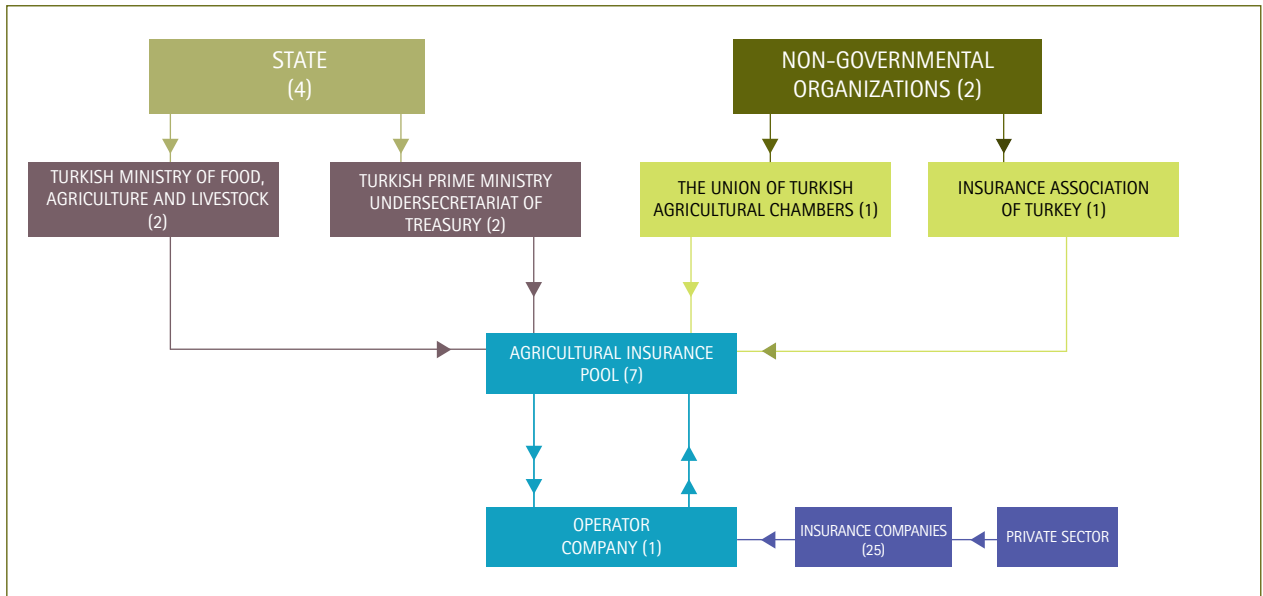 STATE
(4)
NON-GOVERNMENTAL
ORGANIZATIONS (2)
TURKISH MINISTRY OF FOOD,
AGRICULTURE AND LIVESTOCK
(2)
TURKISH PRIME MINISTRY
UNDERSECRETARIAT OF
TREASURY (2)
THE UNION OF TURKISH
AGRICULTURAL CHAMBERS (1)
INSURANCE ASSOCIATION
OF TURKEY (1)
AGRICULTURAL INSURANCE
POOL (7)
OPERATOR
COMPANY (1)
INSURANCE COMPANIES
(25)
PRIVATE SECTOR